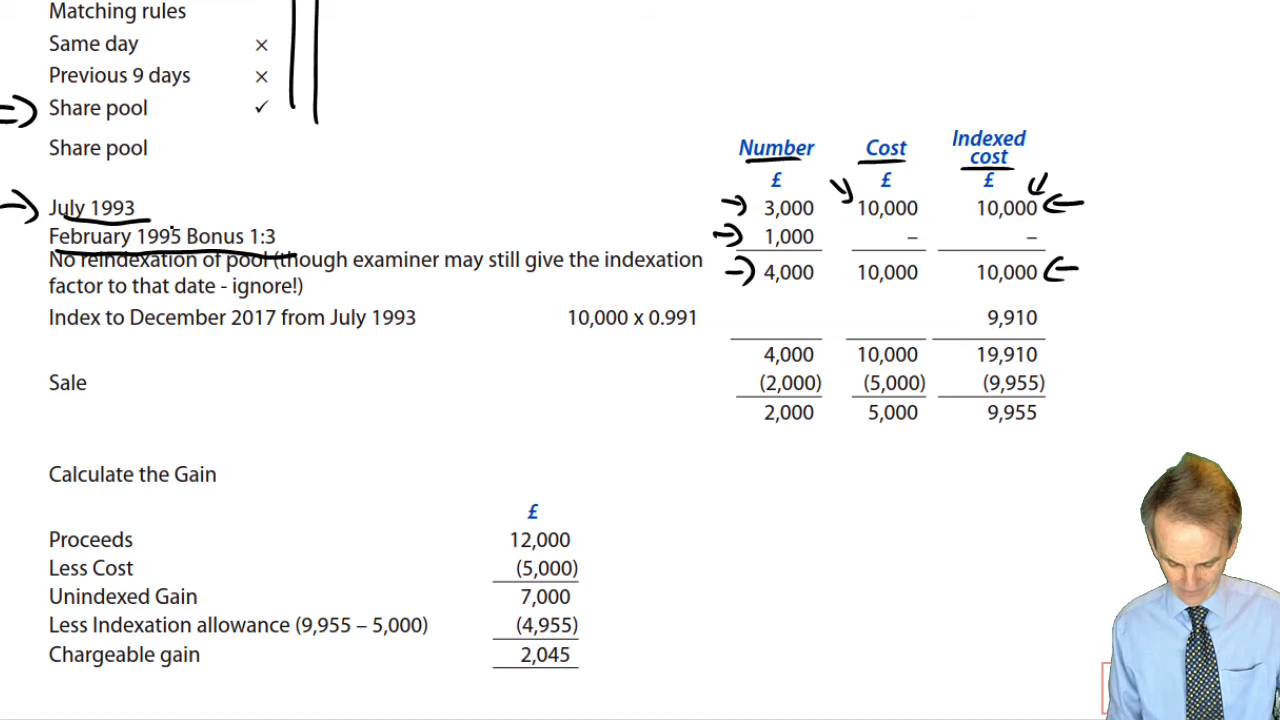 Matching rules
Same day ×
Previous 9 days ×
Share pool ✓
Share pool Number Cost Indexed cost
£ £ £
July 1993 3,000 10,000 10,000
February 1995 Bonus 1:3 1,000 – –
No reindexation of pool (though examiner may still give the indexation 4,000 10,000 10,000
factor to that date - ignore!)
Index to December 2017 from July 1993 10,000 x 0.991 9,910
4,000 10,000 19,910
Sale (2,000) (5,000) (9,955)
2,000 5,000 9,955
Calculate the Gain
£
Proceeds 12,000
Less Cost (5,000)
Unindexed Gain 7,000
Less Indexation allowance (9,955 – 5,000) (4,955)
Chargeable gain 2,045